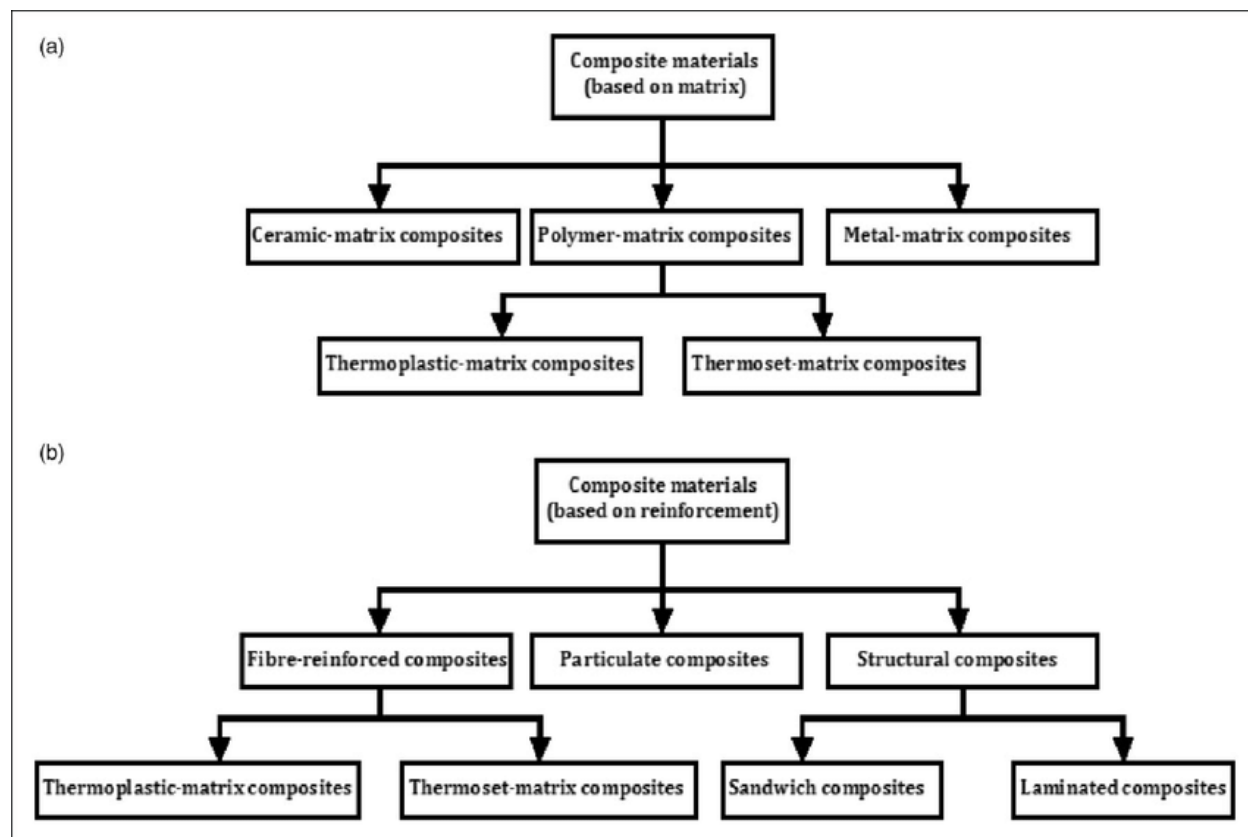 (a)
Composite materials
(based on matrix)
Ceramic-matrix composites
Polymer-matrix composites
Metal-matrix composites
Thermoplastic-matrix composites
Thermoset-matrix composites
(b)
Composite materials
(based on reinforcement)
Fibre-reinforced composites
Particulate composites
Structural composites
Thermoplastic-matrix composites
Thermoset-matrix composites
Sandwich composites
Laminated composites